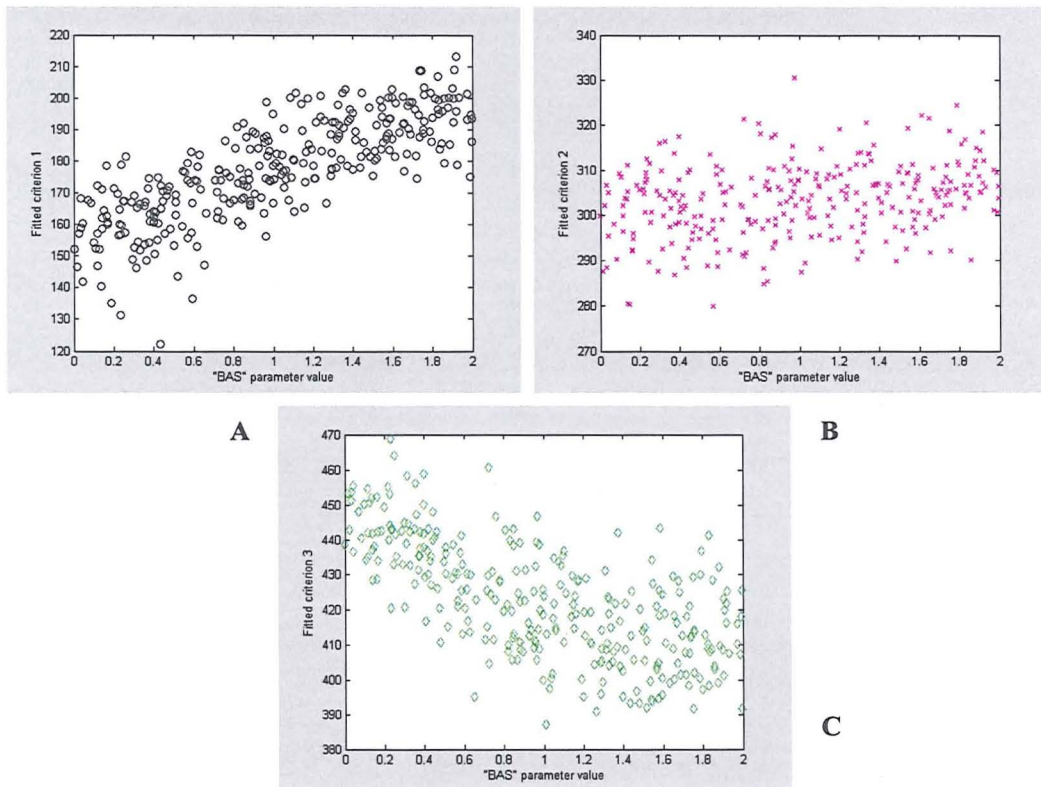 220
210
200
190
180
170
160
150
140
130
120
Fitted criterion 1
0 0.2 0.4 0.6 0.8 1 1.2 1.4 1.6 1.8 2
"BAS" parameter value
340
330
320
310
300
290
280
270
Fitted criterion 2
0 0.2 0.4 0.6 0.8 1 1.2 1.4 1.6 1.8 2
"BAS" parameter value
A
B
470
460
450
440
430
420
410
400
390
380
Fitted criterion 3
0 0.2 0.4 0.6 0.8 1 1.2 1.4 1.6 1.8 2
"BAS" parameter value
C